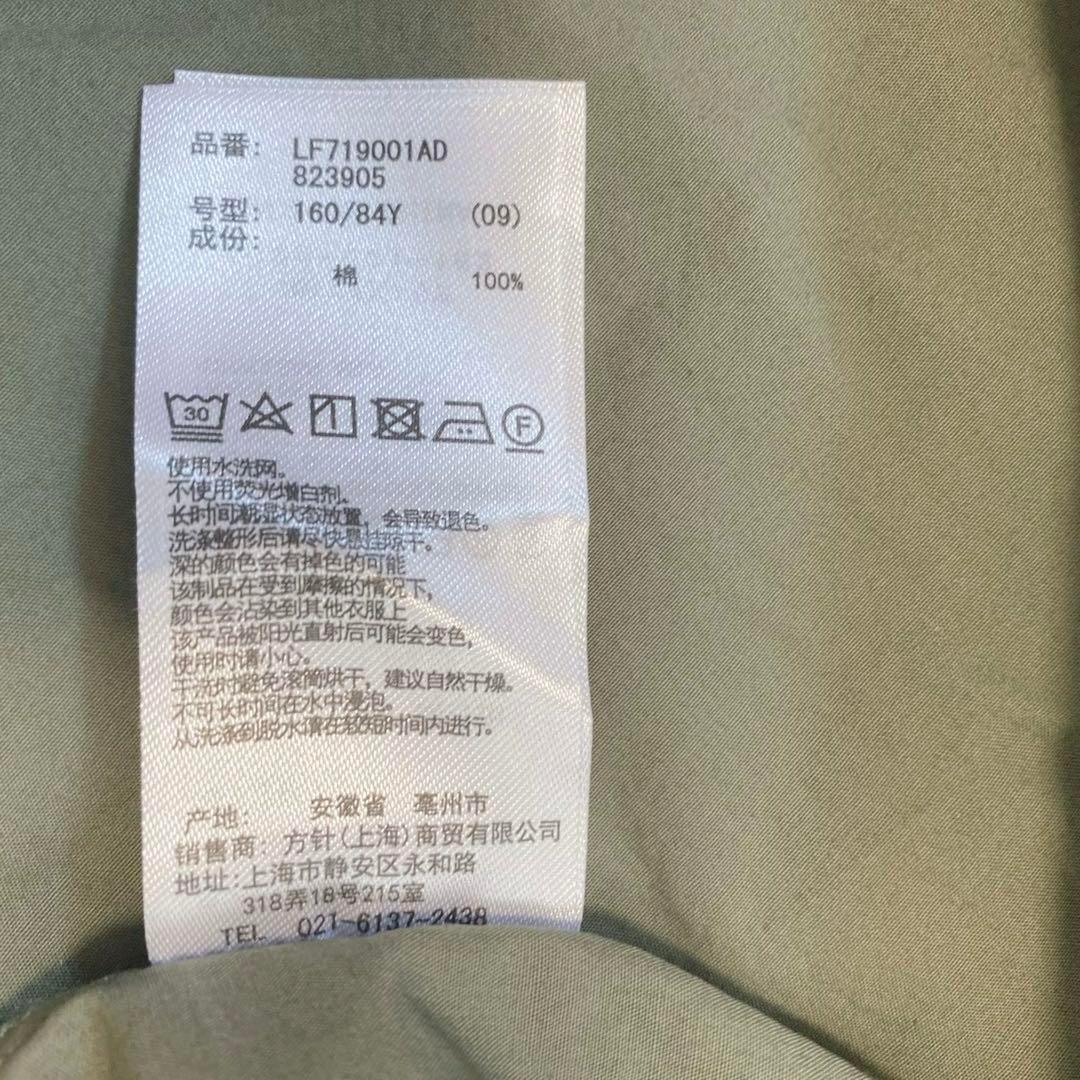 品番: LF719001AD
823905
号型: 160/84Y (09)
成份:
棉 100%
30 F
使用水洗网。
不使用荧光增白剂。
长时间潮湿状态放置，会导致退色。
洗涤整形后请尽快悬挂晾干。
深的颜色会有掉色的可能
该制品在受到摩擦的情况下，
颜色会沾染到其他衣服上
该产品被阳光直射后可能会变色，
使用时请小心。
干洗时避免滚筒烘干，建议自然干燥。
不可长时间在水中浸泡。
从洗涤到脱水请在较短时间内进行。
产地: 安徽省 亳州市
销售商: 方针(上海)商贸有限公司
地址:上海市静安区永和路
318弄18号215室
TEL 021-6137-2438